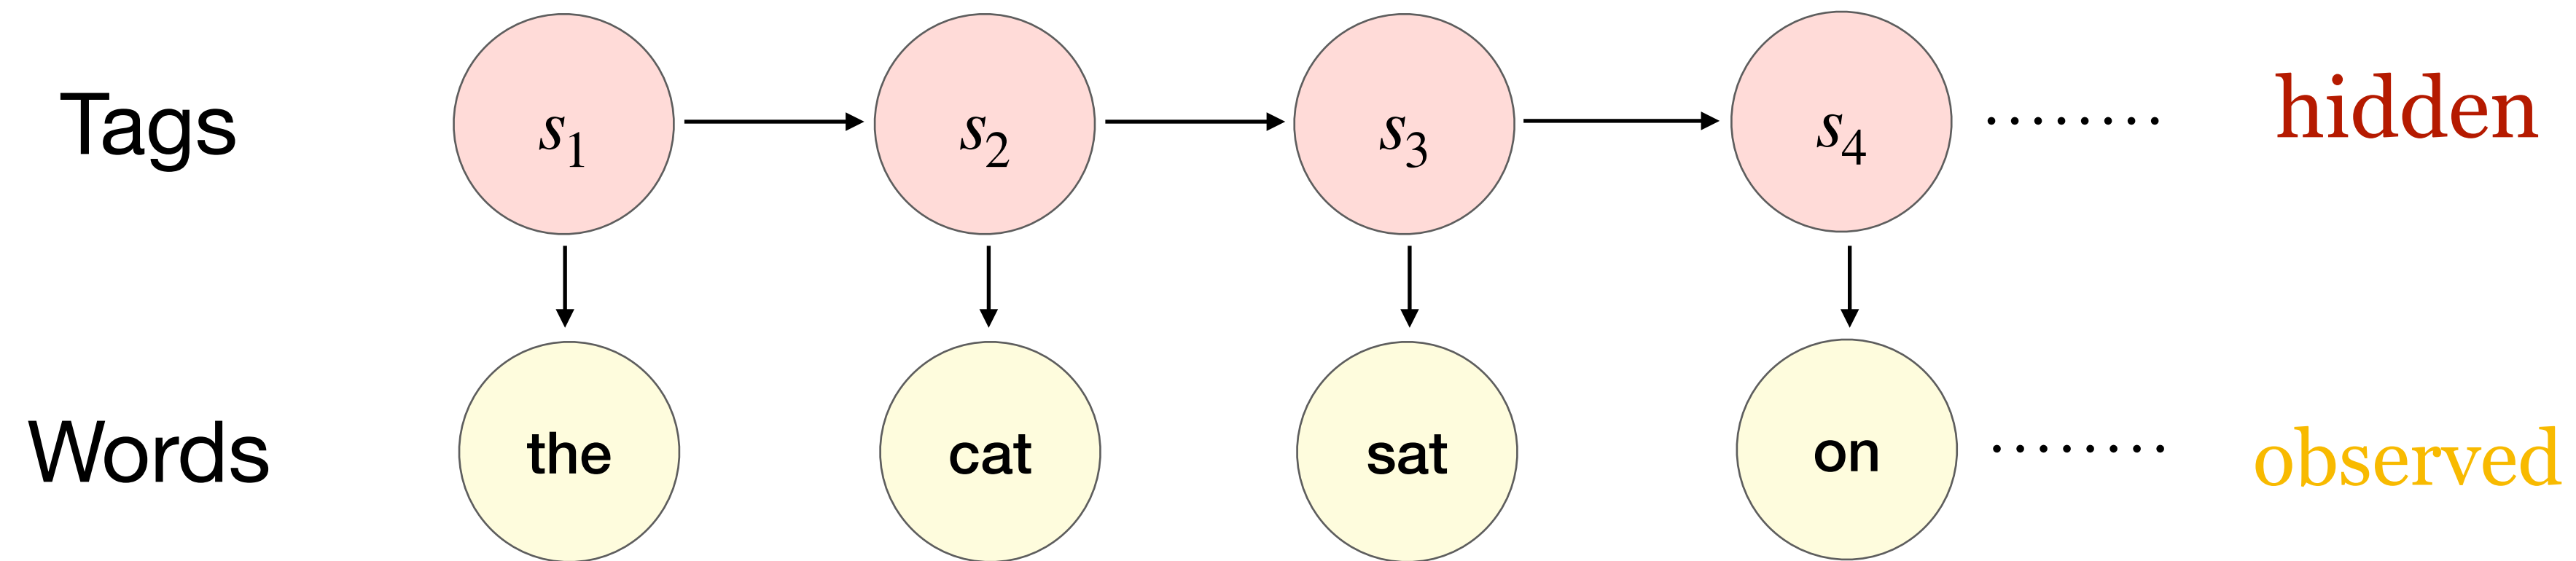 Tags s₁ s₂ s₃ s₄ ········ hidden
Words the cat sat on ········ observed